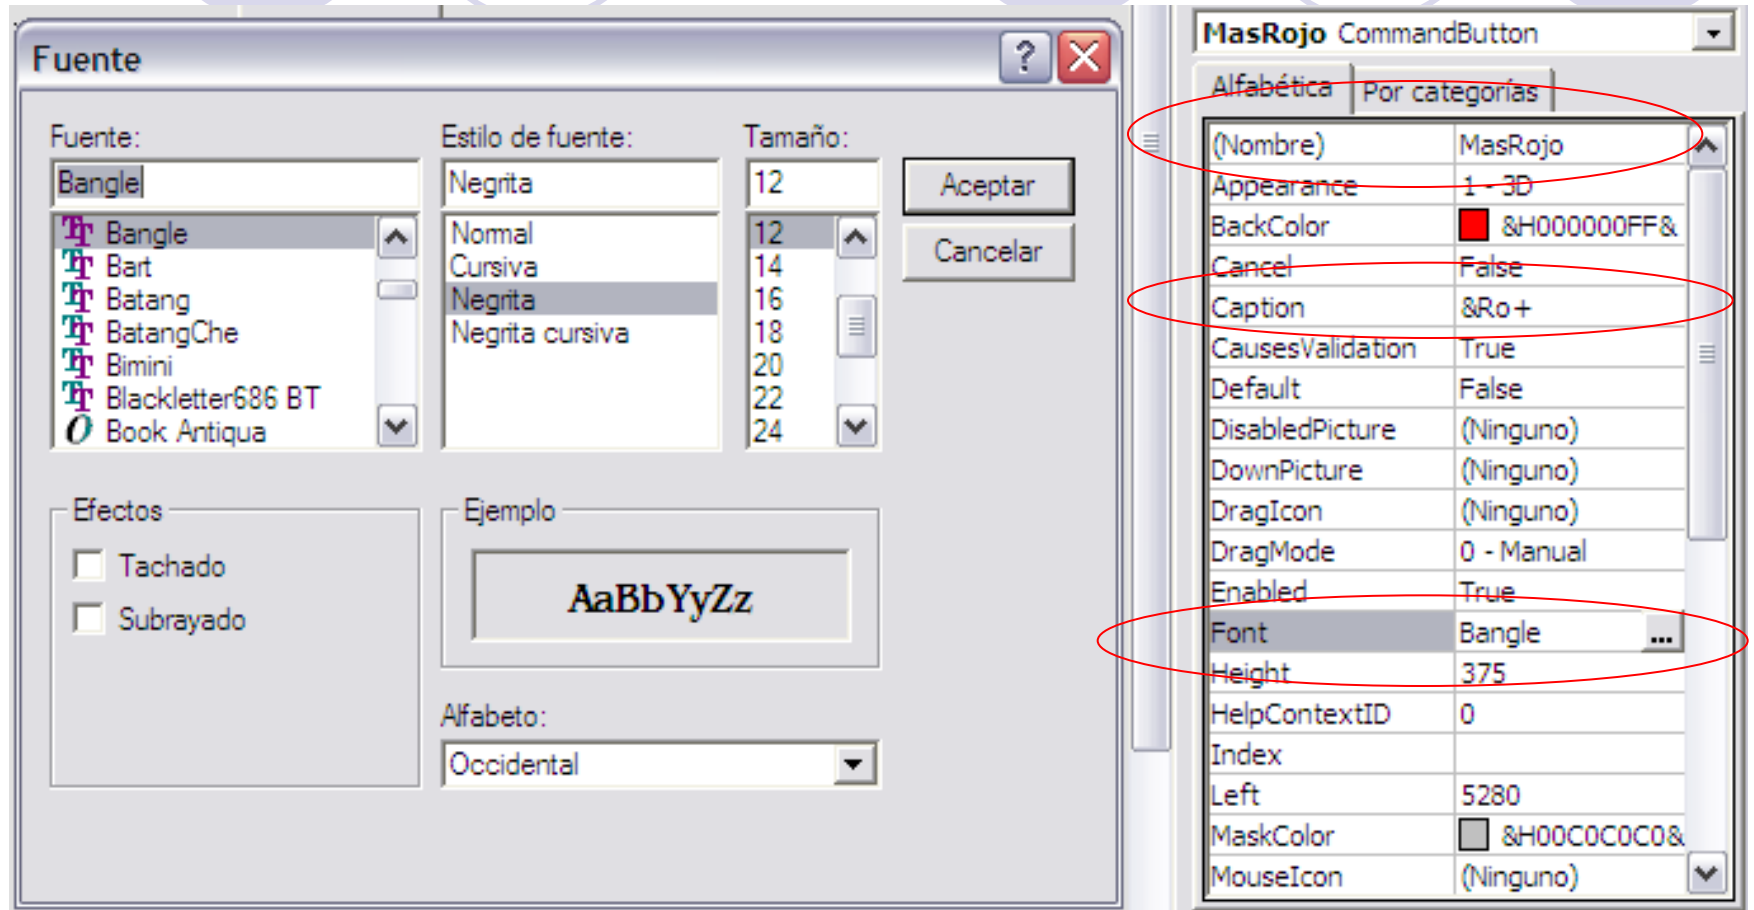 Fuente
Fuente:
Estilo de fuente:
Tamaño:
Bangle
Negrita
12
Aceptar
Bangle
Bart
Batang
BatangChe
Bimini
Blackletter686 BT
Book Antiqua
Normal
Cursiva
Negrita
Negrita cursiva
12
14
16
18
20
22
24
Cancelar
Efectos
Tachado
Subrayado
Ejemplo
AaBbYyZz
Alfabeto:
Occidental
MasRojo CommandButton
Alfabética Por categorías
(Nombre) MasRojo
Appearance 1 - 3D
BackColor &H000000FF&
Cancel False
Caption &Ro+
CausesValidation True
Default False
DisabledPicture (Ninguno)
DownPicture (Ninguno)
DragIcon (Ninguno)
DragMode 0 - Manual
Enabled True
Font Bangle ...
Height 375
HelpContextID 0
Index
Left 5280
MaskColor &H00C0C0C0&
MouseIcon (Ninguno)